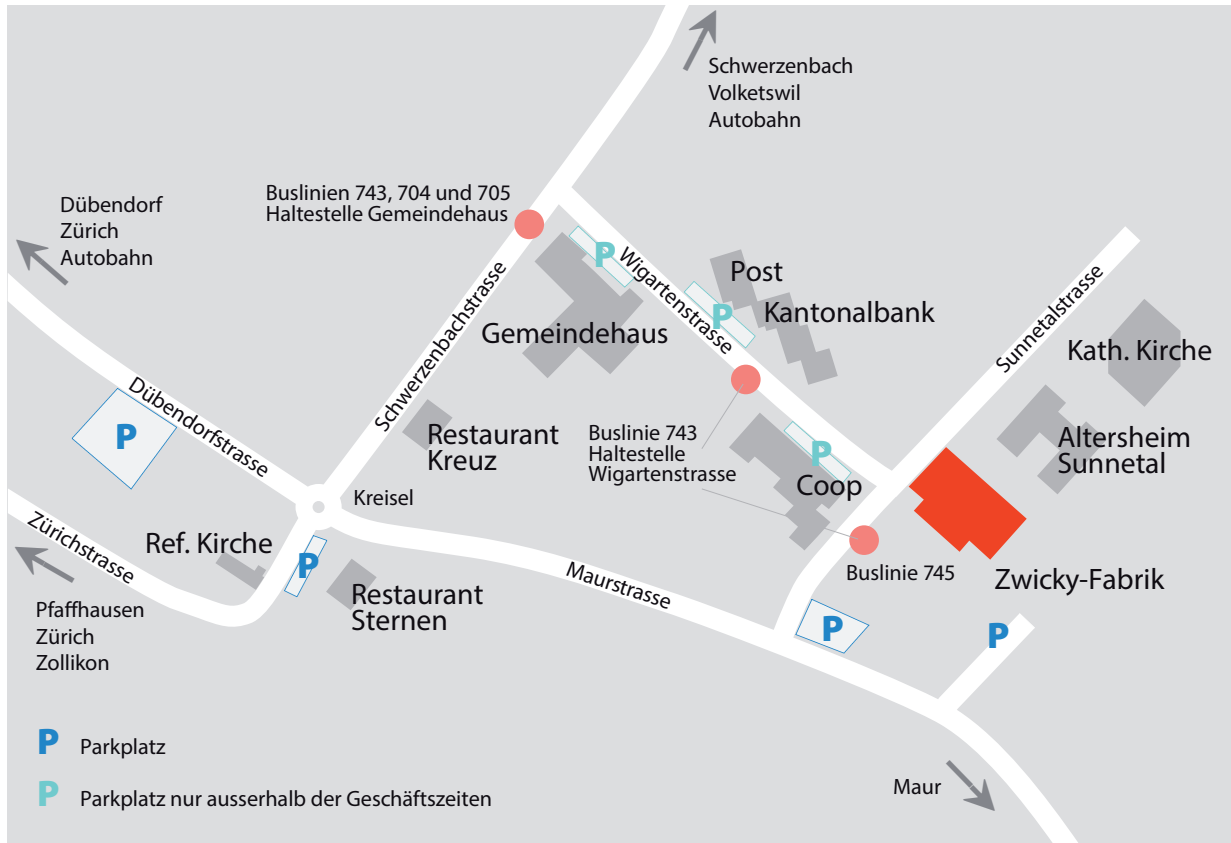 Schwerzenbach
Volketswil
Autobahn
Buslinien 743, 704 und 705
Haltestelle Gemeindehaus
Dübendorf
Zürich
Autobahn
P
Wigartenstrasse
Post
P
Kantonalbank
Sunnetalstrasse
Gemeindehaus
Kath. Kirche
Schwerzenbachstrasse
Dübendorfstrasse
P
Restaurant
Kreuz
Buslinie 743
Haltestelle
Wigartenstrasse
P
Coop
Altersheim
Sunnetal
Kreisel
Zürichstrasse
Ref. Kirche
P
Restaurant
Sternen
Maurstrasse
Buslinie 745
Zwicky-Fabrik
Pfaffhausen
Zürich
Zollikon
P
P
P Parkplatz
P Parkplatz nur ausserhalb der Geschäftszeiten
Maur